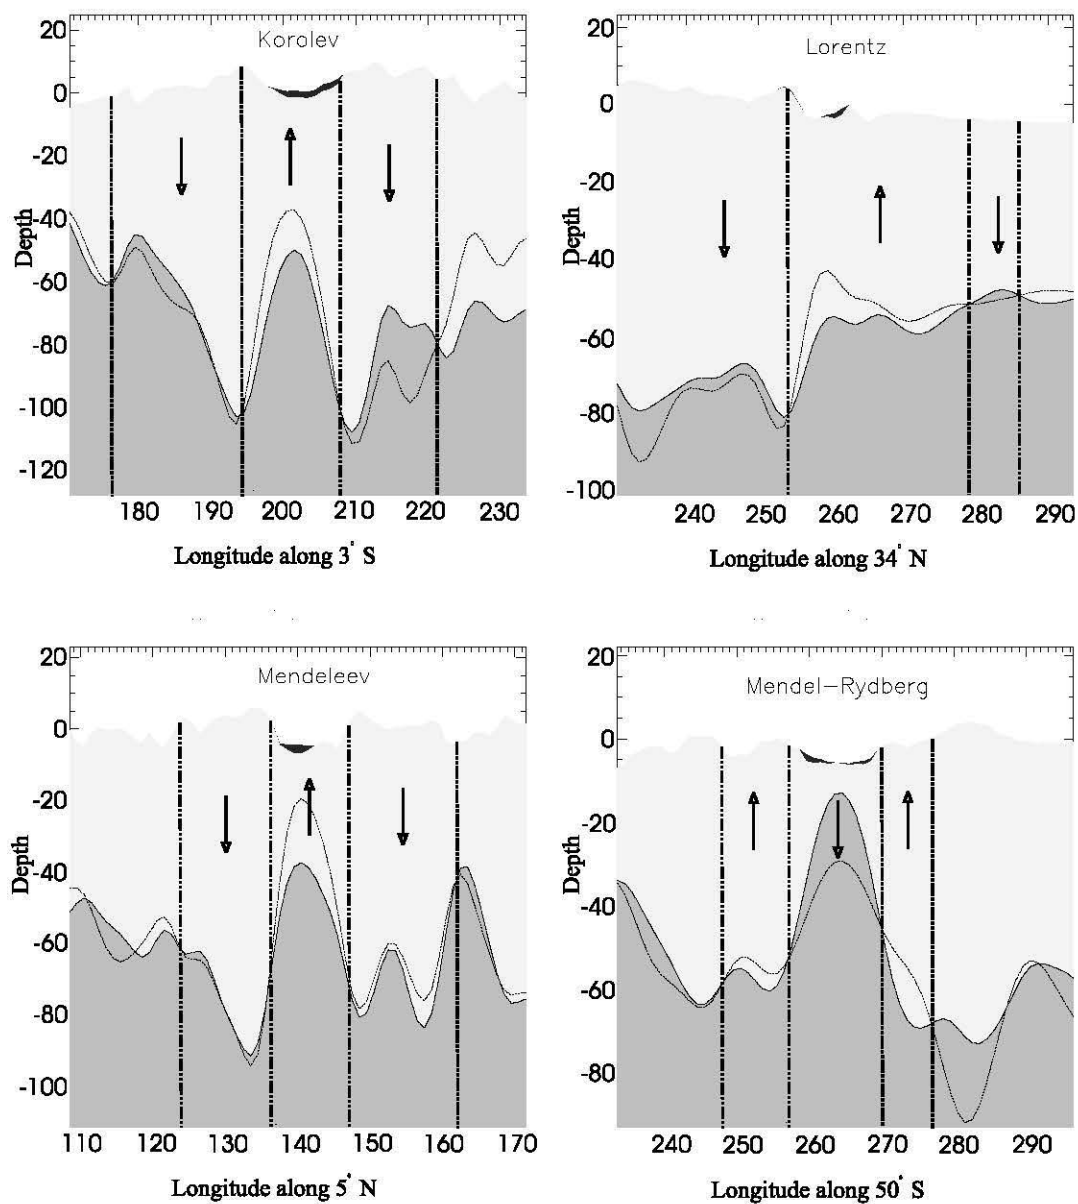 Korolev
20
0
-20
-40
-60
-80
-100
-120
Depth
180 190 200 210 220 230
Longitude along 3° S
Lorentz
20
0
-20
-40
-60
-80
-100
Depth
240 250 260 270 280 290
Longitude along 34° N
Mendeleev
20
0
-20
-40
-60
-80
-100
Depth
110 120 130 140 150 160 170
Longitude along 5° N
Mendel-Rydberg
20
0
-20
-40
-60
-80
Depth
240 250 260 270 280 290
Longitude along 50° S